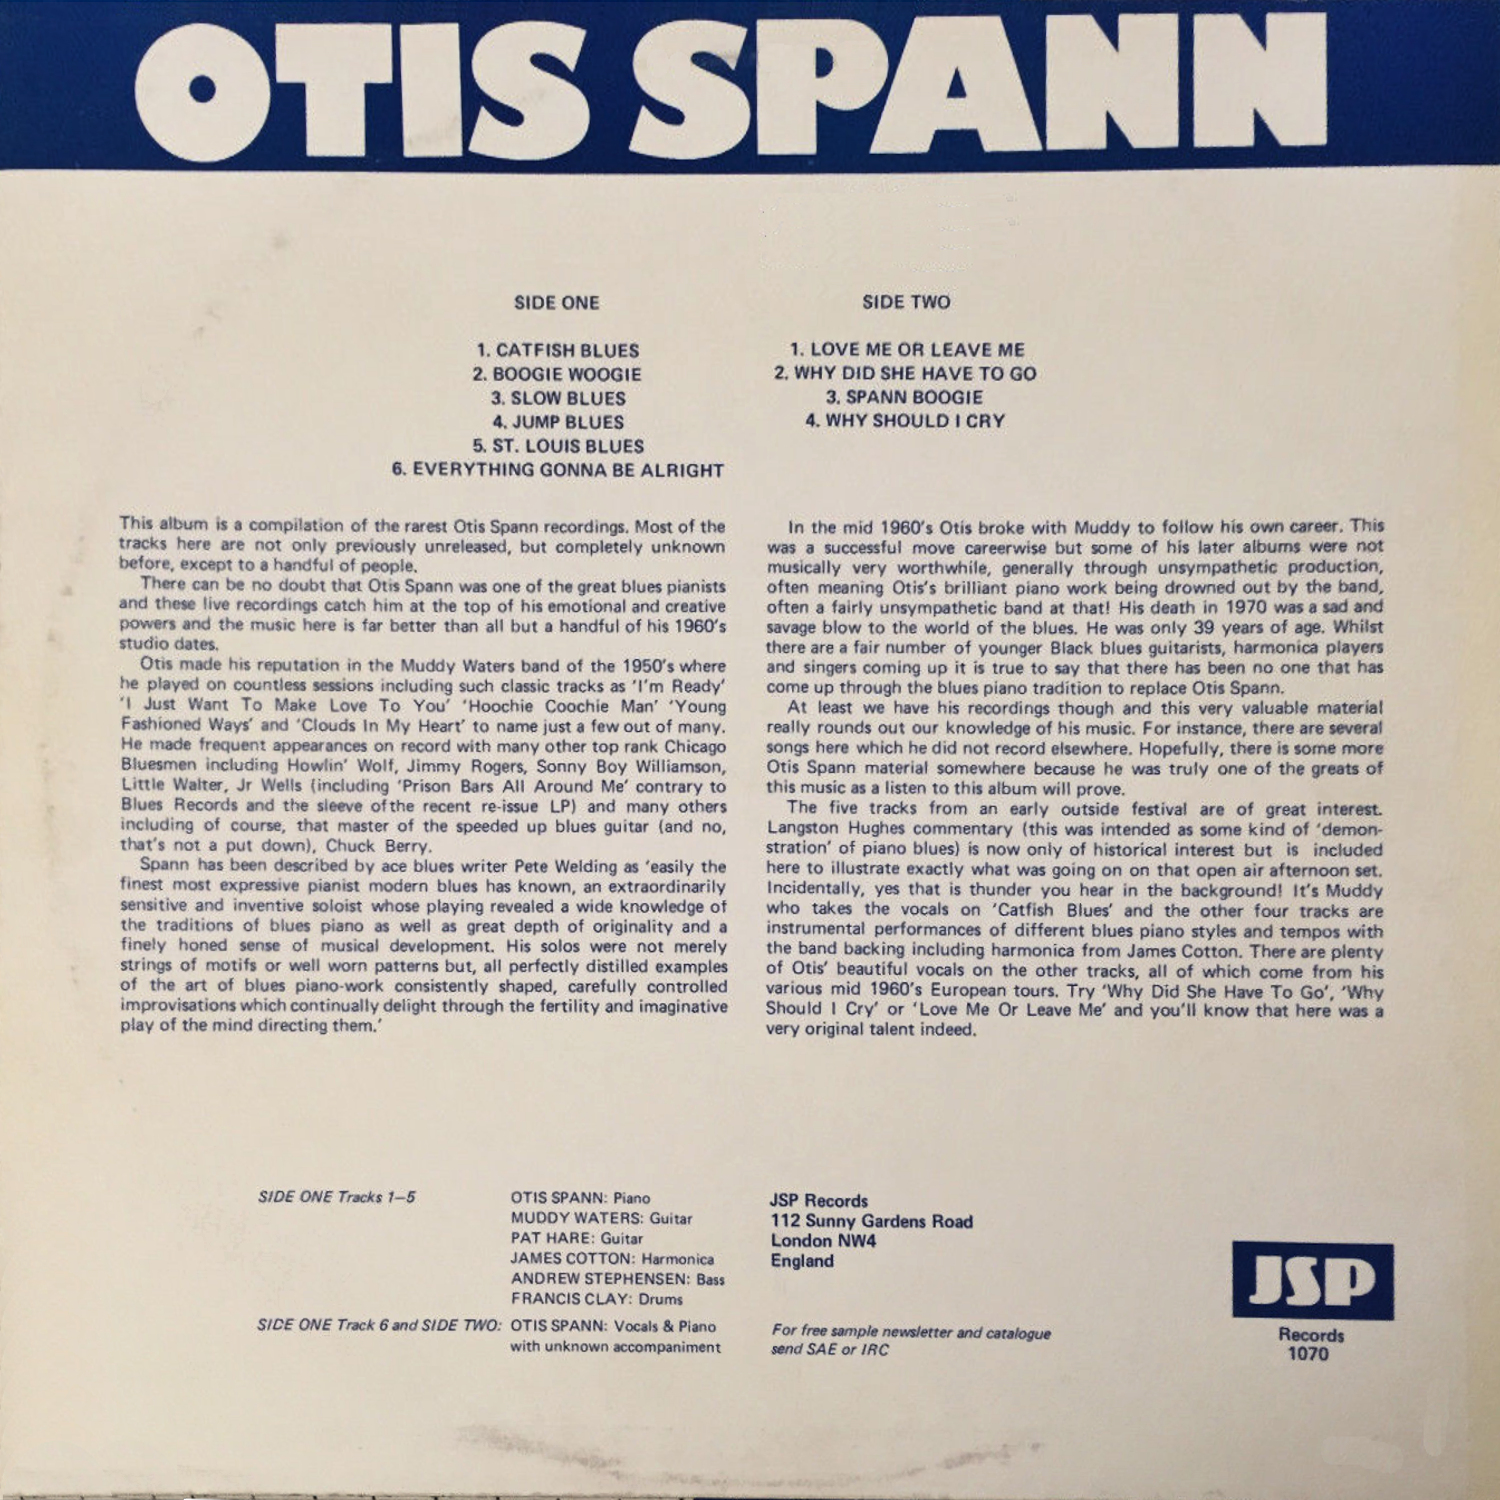 OTIS SPANN
SIDE ONE
1. CATFISH BLUES
2. BOOGIE WOOGIE
3. SLOW BLUES
4. JUMP BLUES
5. ST. LOUIS BLUES
6. EVERYTHING GONNA BE ALRIGHT
SIDE TWO
1. LOVE ME OR LEAVE ME
2. WHY DID SHE HAVE TO GO
3. SPANN BOOGIE
4. WHY SHOULD I CRY
This album is a compilation of the rarest Otis Spann recordings. Most of the
tracks here are not only previously unreleased, but completely unknown
before, except to a handful of people.
There can be no doubt that Otis Spann was one of the great blues pianists
and these live recordings catch him at the top of his emotional and creative
powers and the music here is far better than all but a handful of his 1960's
studio dates.
Otis made his reputation in the Muddy Waters band of the 1950's where
he played on countless sessions including such classic tracks as 'I'm Ready'
'I Just Want To Make Love To You' 'Hoochie Coochie Man' 'Young
Fashioned Ways' and 'Clouds In My Heart' to name just a few out of many.
He made frequent appearances on record with many other top rank Chicago
Bluesmen including Howlin' Wolf, Jimmy Rogers, Sonny Boy Williamson,
Little Walter, Jr Wells (including 'Prison Bars All Around Me' contrary to
Blues Records and the sleeve of the recent re-issue LP) and many others
including of course, that master of the speeded up blues guitar (and no,
that's not a put down), Chuck Berry.
Spann has been described by ace blues writer Pete Welding as 'easily the
finest most expressive pianist modern blues has known, an extraordinarily
sensitive and inventive soloist whose playing revealed a wide knowledge of
the traditions of blues piano as well as great depth of originality and a
finely honed sense of musical development. His solos were not merely
strings of motifs or well worn patterns but, all perfectly distilled examples
of the art of blues piano-work consistently shaped, carefully controlled
improvisations which continually delight through the fertility and imaginative
play of the mind directing them.'
In the mid 1960's Otis broke with Muddy to follow his own career. This
was a successful move careerwise but some of his later albums were not
musically very worthwhile, generally through unsympathetic production,
often meaning Otis's brilliant piano work being drowned out by the band,
often a fairly unsympathetic band at that! His death in 1970 was a sad and
savage blow to the world of the blues. He was only 39 years of age. Whilst
there are a fair number of younger Black blues guitarists, harmonica players
and singers coming up it is true to say that there has been no one that has
come up through the blues piano tradition to replace Otis Spann.
At least we have his recordings though and this very valuable material
really rounds out our knowledge of his music. For instance, there are several
songs here which he did not record elsewhere. Hopefully, there is some more
Otis Spann material somewhere because he was truly one of the greats of
this music as a listen to this album will prove.
The five tracks from an early outside festival are of great interest.
Langston Hughes commentary (this was intended as some kind of 'demon-
stration' of piano blues) is now only of historical interest but is included
here to illustrate exactly what was going on on that open air afternoon set.
Incidentally, yes that is thunder you hear in the background! It's Muddy
who takes the vocals on 'Catfish Blues' and the other four tracks are
instrumental performances of different blues piano styles and tempos with
the band backing including harmonica from James Cotton. There are plenty
of Otis' beautiful vocals on the other tracks, all of which come from his
various mid 1960's European tours. Try 'Why Did She Have To Go', 'Why
Should I Cry' or 'Love Me Or Leave Me' and you'll know that here was a
very original talent indeed.
SIDE ONE Tracks 1–5
OTIS SPANN: Piano
MUDDY WATERS: Guitar
PAT HARE: Guitar
JAMES COTTON: Harmonica
ANDREW STEPHENSEN: Bass
FRANCIS CLAY: Drums
SIDE ONE Track 6 and SIDE TWO: OTIS SPANN: Vocals & Piano
with unknown accompaniment
JSP Records
112 Sunny Gardens Road
London NW4
England
For free sample newsletter and catalogue
send SAE or IRC
JSP
Records
1070